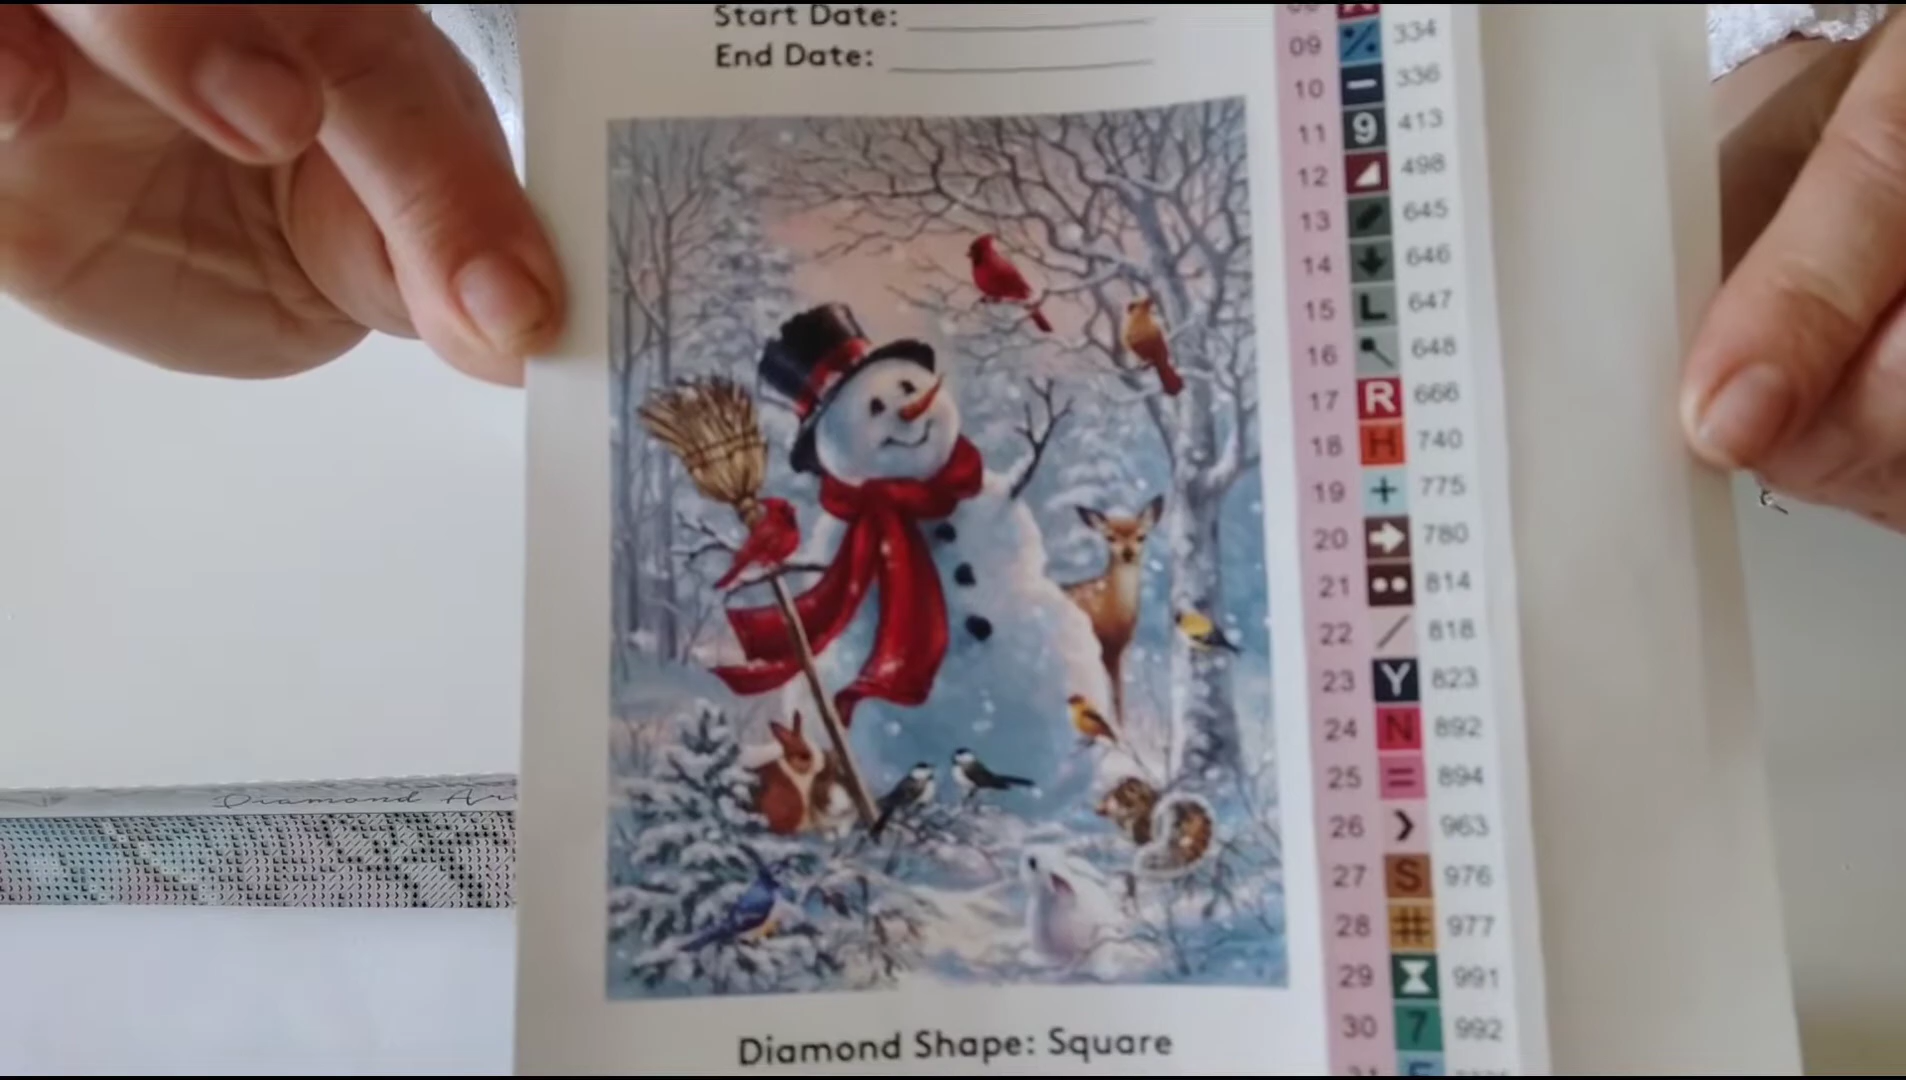 Start Date:
End Date:
09 334
10 336
11 9 413
12 498
13 645
14 646
15 L 647
16 648
17 R 666
18 H 740
19 + 775
20 780
21 814
22 / 818
23 Y 823
24 N 892
25 = 894
26 963
27 S 976
28 # 977
29 991
30 7 992
Diamond Art
Diamond Shape: Square